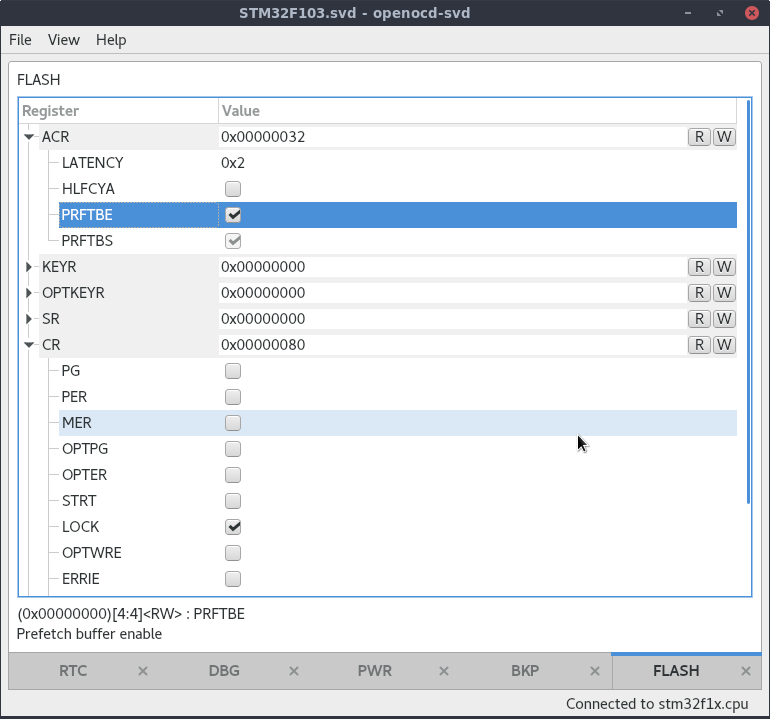 STM32F103.svd - openocd-svd
File View Help
FLASH
Register Value
ACR 0x00000032 R W
LATENCY 0x2
HLFCYA
PRFTBE
PRFTBS
KEYR 0x00000000 R W
OPTKEYR 0x00000000 R W
SR 0x00000000 R W
CR 0x00000080 R W
PG
PER
MER
OPTPG
OPTER
STRT
LOCK
OPTWRE
ERRIE
(0x00000000)[4:4]<RW> : PRFTBE
Prefetch buffer enable
RTC DBG PWR BKP FLASH
Connected to stm32f1x.cpu